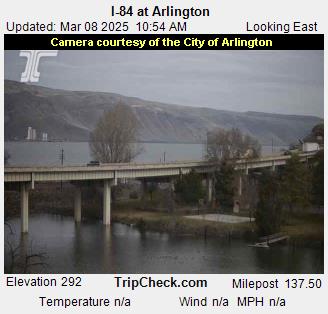 I-84 at Arlington
Updated: Mar 08 2025 10:54 AM Looking East
Camera courtesy of the City of Arlington
Elevation 292 TripCheck.com Milepost 137.50
Temperature n/a Wind n/a MPH n/a